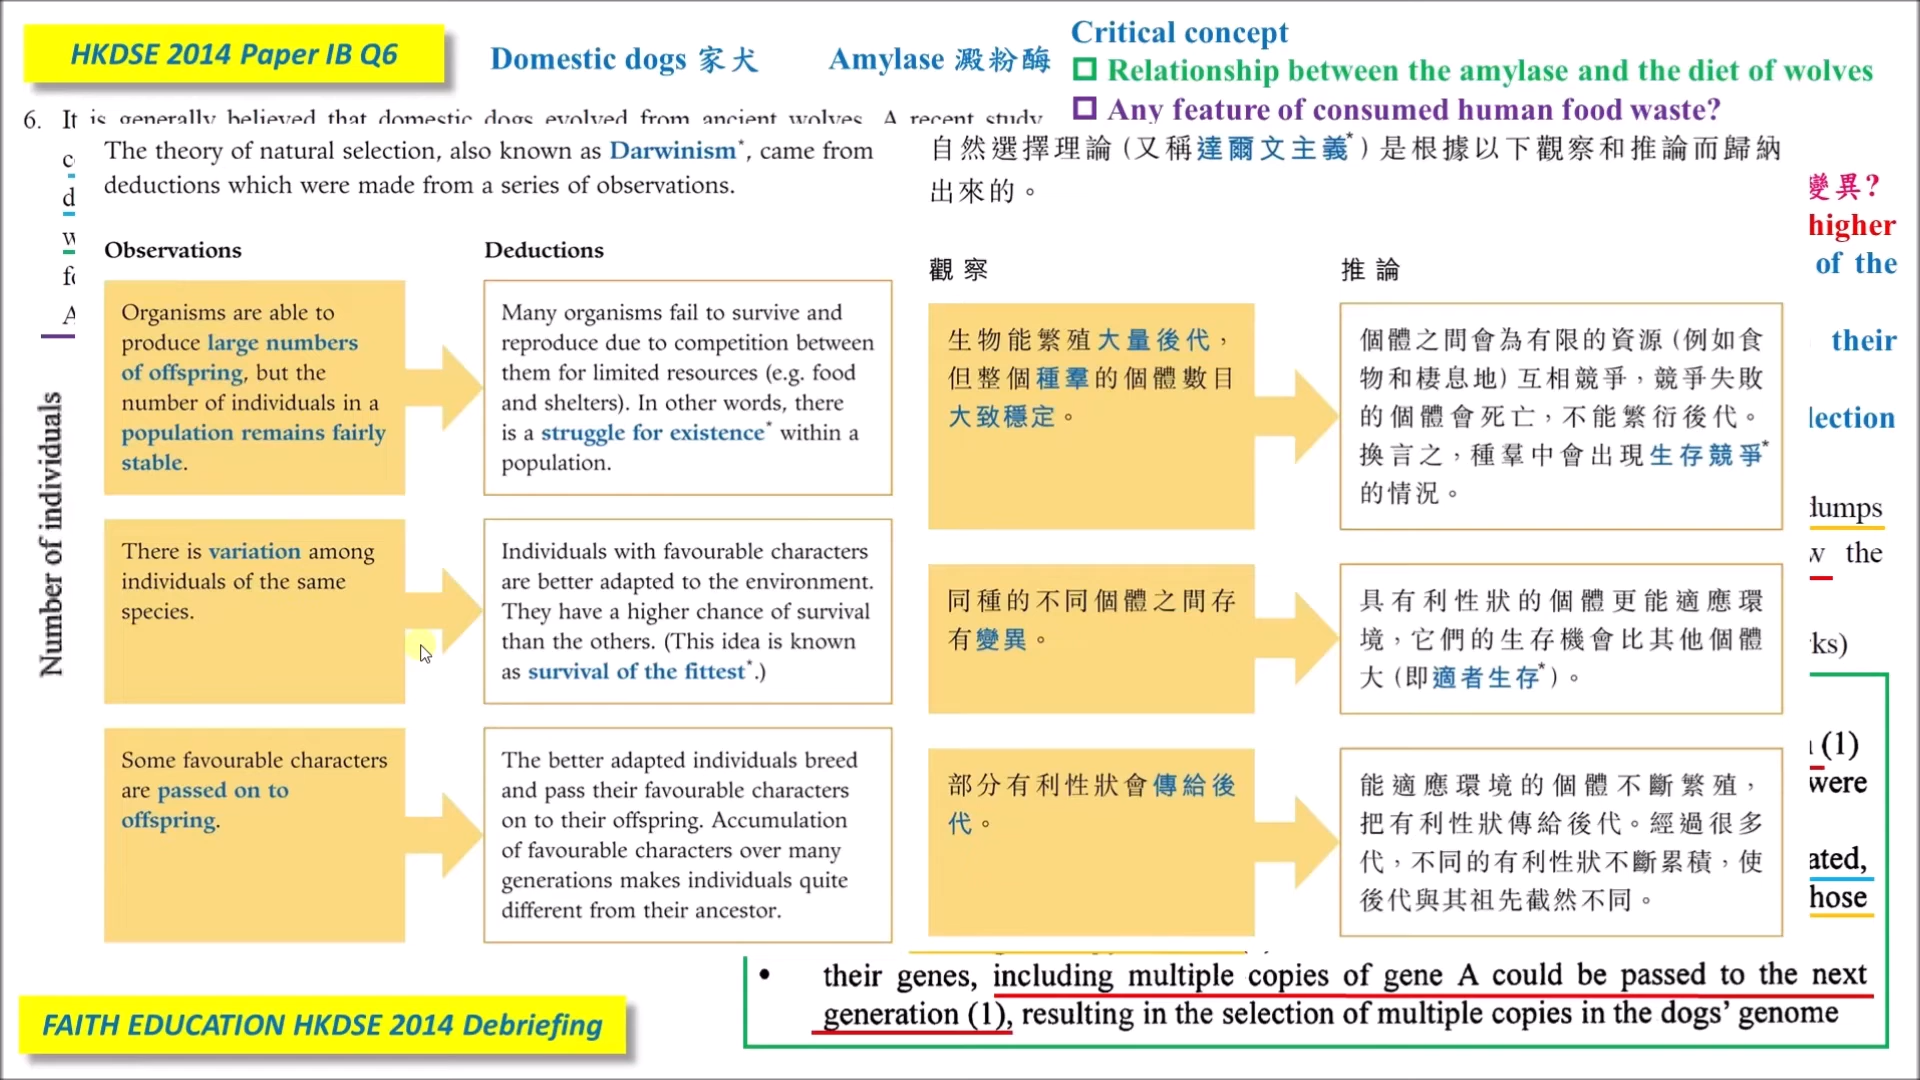 HKDSE 2014 Paper IB Q6
Domestic dogs 家犬
Amylase 澱粉酶
Critical concept
Relationship between the amylase and the diet of wolves
Any feature of consumed human food waste?
6. It is generally believed that domestic dogs evolved from ancient wolves. A recent study
The theory of natural selection, also known as Darwinism*, came from
deductions which were made from a series of observations.
Observations
Deductions
Organisms are able to
produce large numbers
of offspring, but the
number of individuals in a
population remains fairly
stable.
Many organisms fail to survive and
reproduce due to competition between
them for limited resources (e.g. food
and shelters). In other words, there
is a struggle for existence* within a
population.
There is variation among
individuals of the same
species.
Individuals with favourable characters
are better adapted to the environment.
They have a higher chance of survival
than the others. (This idea is known
as survival of the fittest*.)
Some favourable characters
are passed on to
offspring.
The better adapted individuals breed
and pass their favourable characters
on to their offspring. Accumulation
of favourable characters over many
generations makes individuals quite
different from their ancestor.
自然選擇理論(又稱達爾文主義*)是根據以下觀察和推論而歸納
出來的。
觀察
推論
生物能繁殖大量後代，
但整個種羣的個體數目
大致穩定。
個體之間會為有限的資源(例如食
物和棲息地)互相競爭，競爭失敗
的個體會死亡，不能繁衍後代。
換言之，種羣中會出現生存競爭*
的情況。
同種的不同個體之間存
有變異。
具有利性狀的個體更能適應環
境，它們的生存機會比其他個體
大(即適者生存*)。
部分有利性狀會傳給後
代。
能適應環境的個體不斷繁殖，
把有利性狀傳給後代。經過很多
代，不同的有利性狀不斷累積，使
後代與其祖先截然不同。
變異?
higher
of the
their
lection
dumps
w the
ks)
(1)
were
ated,
hose
Number of individuals
• their genes, including multiple copies of gene A could be passed to the next
generation (1), resulting in the selection of multiple copies in the dogs' genome
FAITH EDUCATION HKDSE 2014 Debriefing